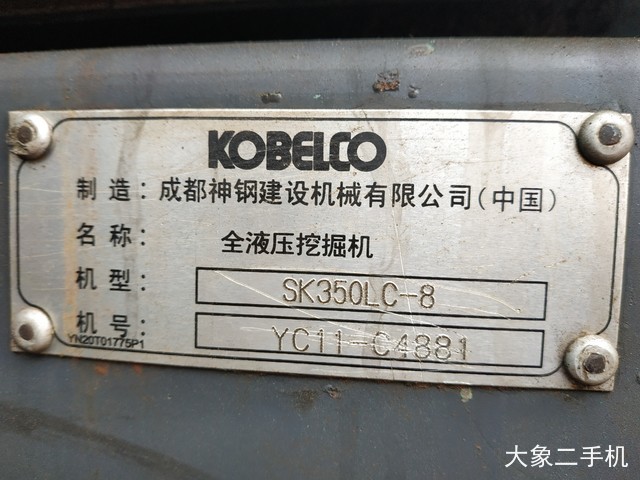 KOBELCO
制造：成都神钢建设机械有限公司（中国）
名称：全液压挖掘机
机型：SK350LC-8
机号：YC11-C4881
YN20T01775P1
大象二手机